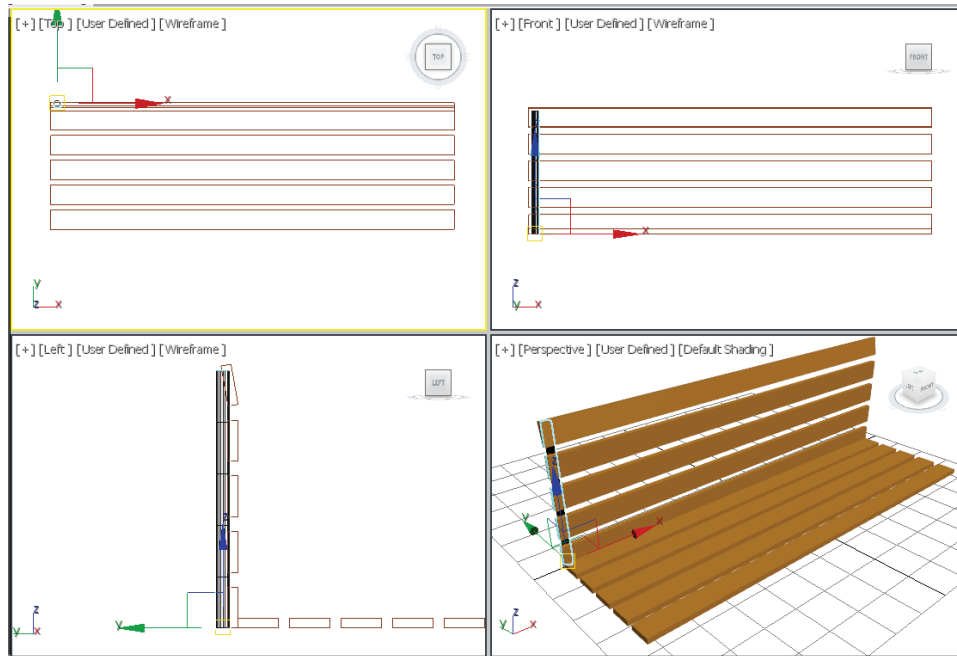 [+] [Top ] [User Defined ] [Wireframe ]
TOP
x
y
z x
[+] [Front ] [User Defined ] [Wireframe ]
FRONT
x
z
y x
[+] [Left ] [User Defined ] [Wireframe ]
LEFT
z
y
z
y x
[+] [Perspective ] [User Defined ] [Default Shading ]
FRONT
y
x
z
y x